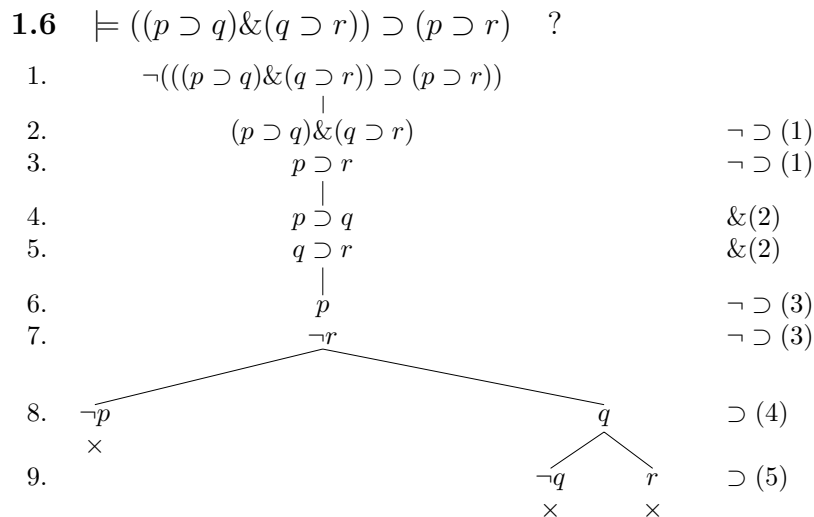 1.6 ⊨ ((p ⊃ q)&(q ⊃ r)) ⊃ (p ⊃ r) ?
1. ¬(((p ⊃ q)&(q ⊃ r)) ⊃ (p ⊃ r))
2. (p ⊃ q)&(q ⊃ r) ¬ ⊃ (1)
3. p ⊃ r ¬ ⊃ (1)
4. p ⊃ q &(2)
5. q ⊃ r &(2)
6. p ¬ ⊃ (3)
7. ¬r ¬ ⊃ (3)
8. ¬p q ⊃ (4)
×
9. ¬q r ⊃ (5)
× ×